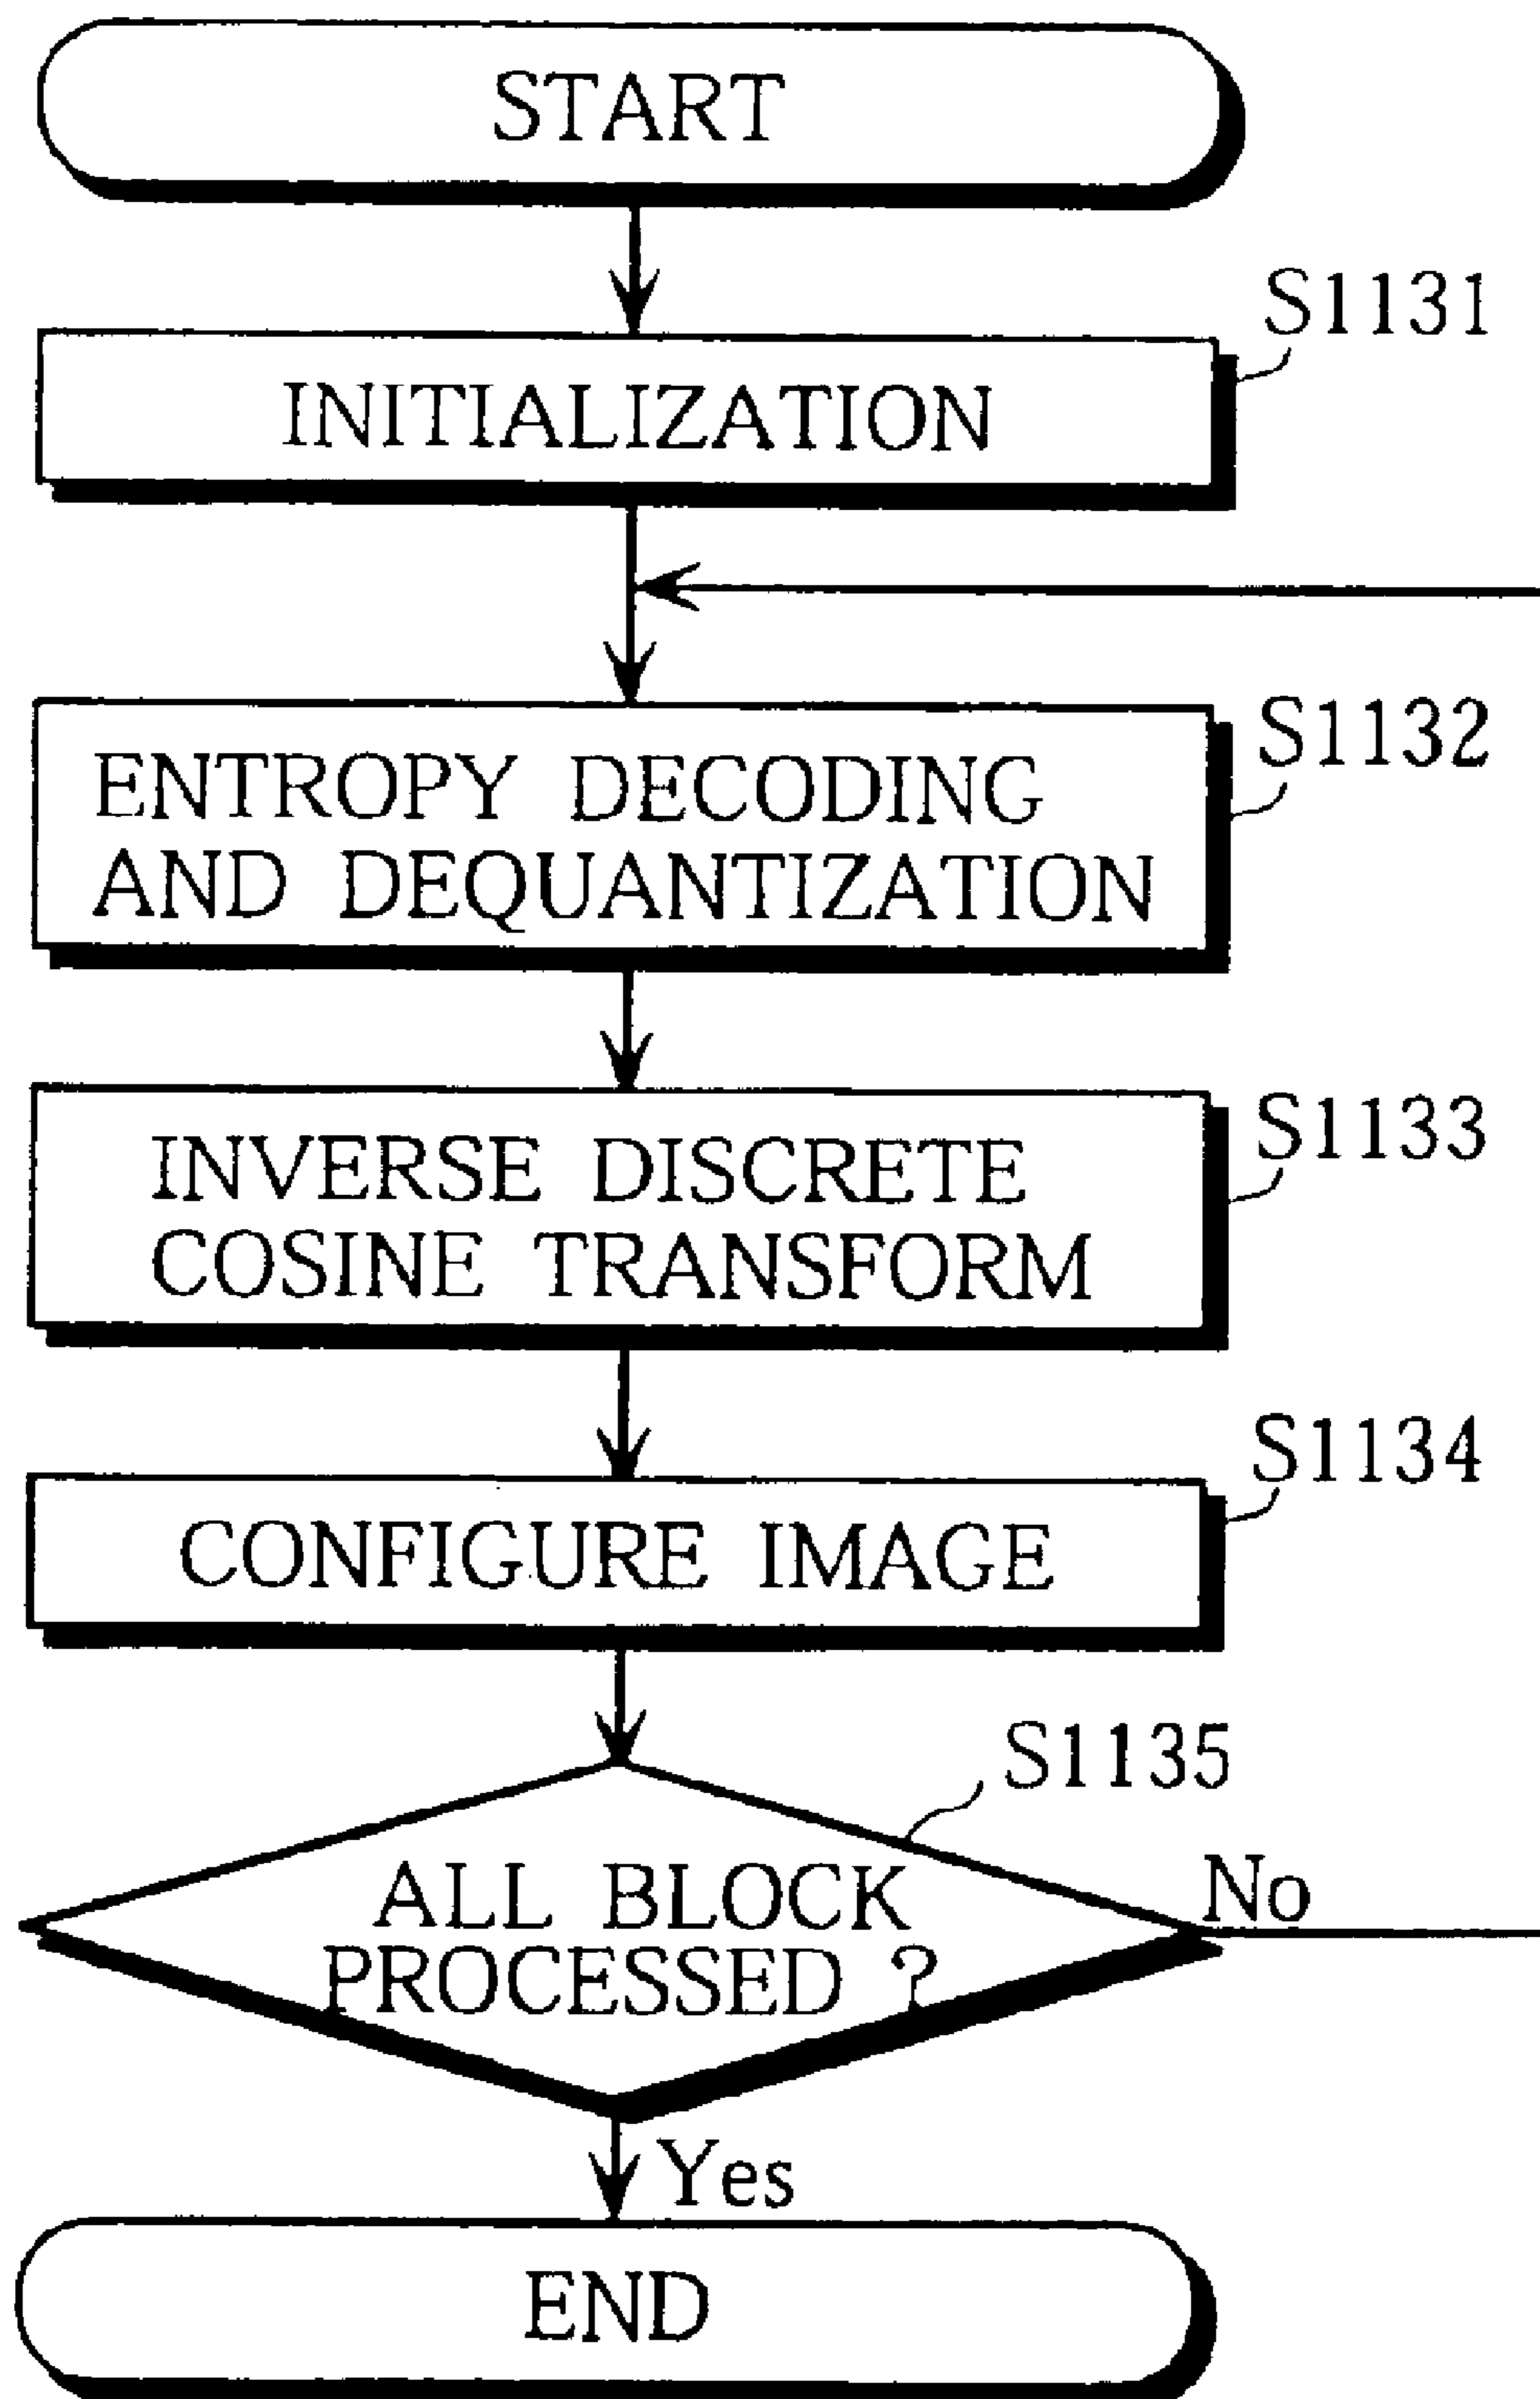 START
S1131
INITIALIZATION
S1132
ENTROPY DECODING
AND DEQUANTIZATION
S1133
INVERSE DISCRETE
COSINE TRANSFORM
S1134
CONFIGURE IMAGE
S1135
ALL BLOCK
PROCESSED ?
No
Yes
END